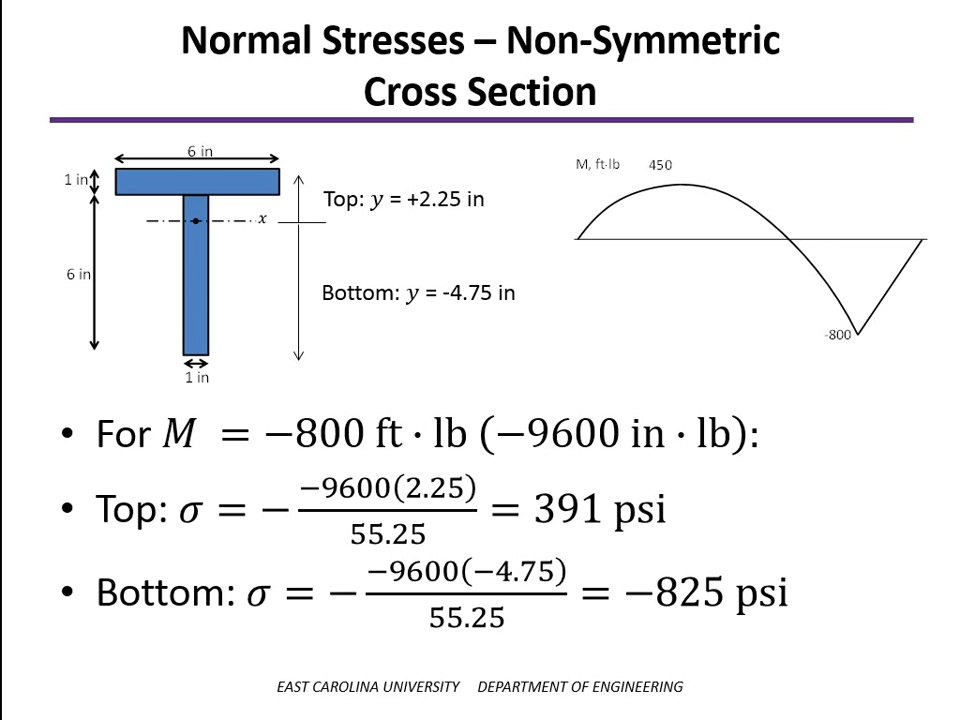 Normal Stresses – Non-Symmetric
Cross Section
6 in
1 in
Top: 𝑦 = +2.25 in
x
6 in
Bottom: 𝑦 = -4.75 in
1 in
M, ft·lb 450
-800
• For 𝑀 = −800 ft · lb (−9600 in · lb):
• Top: 𝜎 = − −9600(2.25) / 55.25 = 391 psi
• Bottom: 𝜎 = − −9600(−4.75) / 55.25 = −825 psi
EAST CAROLINA UNIVERSITY DEPARTMENT OF ENGINEERING